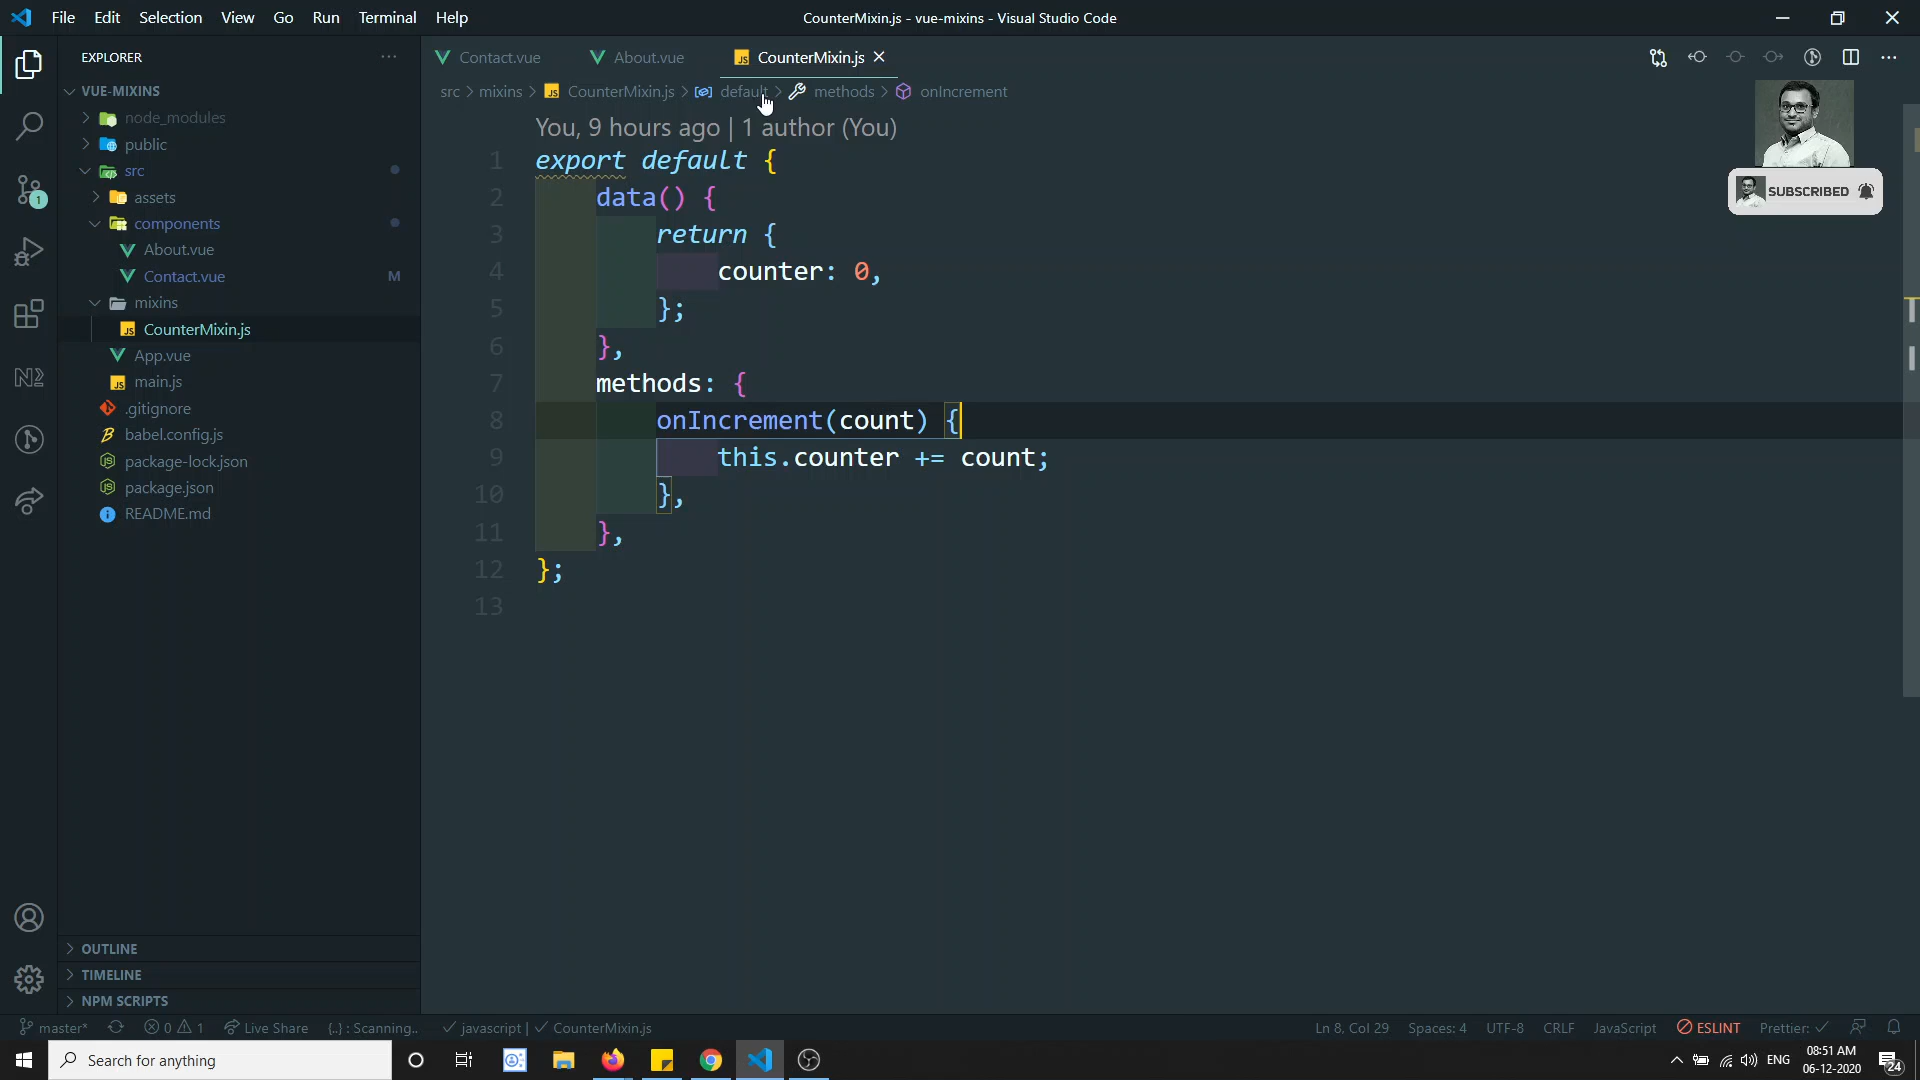 File Edit Selection View Go Run Terminal Help
CounterMixin.js - vue-mixins - Visual Studio Code
EXPLORER
VUE-MIXINS
node_modules
public
src
assets
components
About.vue
Contact.vue M
mixins
JS CounterMixin.js
App.vue
JS main.js
.gitignore
babel.config.js
package-lock.json
package.json
README.md
OUTLINE
TIMELINE
NPM SCRIPTS
1
Contact.vue About.vue JS CounterMixin.js
src > mixins > JS CounterMixin.js > default > methods > onIncrement
You, 9 hours ago | 1 author (You)
1 export default {
2 data() {
3 return {
4 counter: 0,
5 };
6 },
7 methods: {
8 onIncrement(count) {
9 this.counter += count;
10 },
11 },
12 };
13
SUBSCRIBED
master* 0 1 Live Share {..} : Scanning.. javascript | CounterMixin.js
Ln 8, Col 29 Spaces: 4 UTF-8 CRLF JavaScript ESLINT Prettier:
Search for anything
ENG
08:51 AM
06-12-2020
24